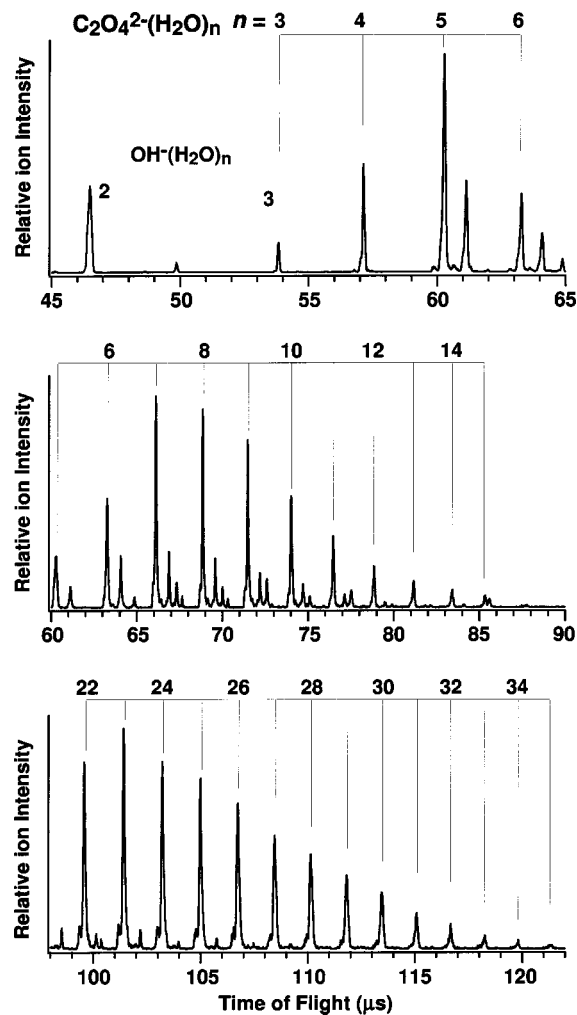 C₂O₄²⁻(H₂O)n n = 3 4 5 6
OH⁻(H₂O)n
2
3
Relative ion Intensity
45 50 55 60 65
6 8 10 12 14
Relative ion Intensity
60 65 70 75 80 85 90
22 24 26 28 30 32 34
Relative ion Intensity
100 105 110 115 120
Time of Flight (μs)